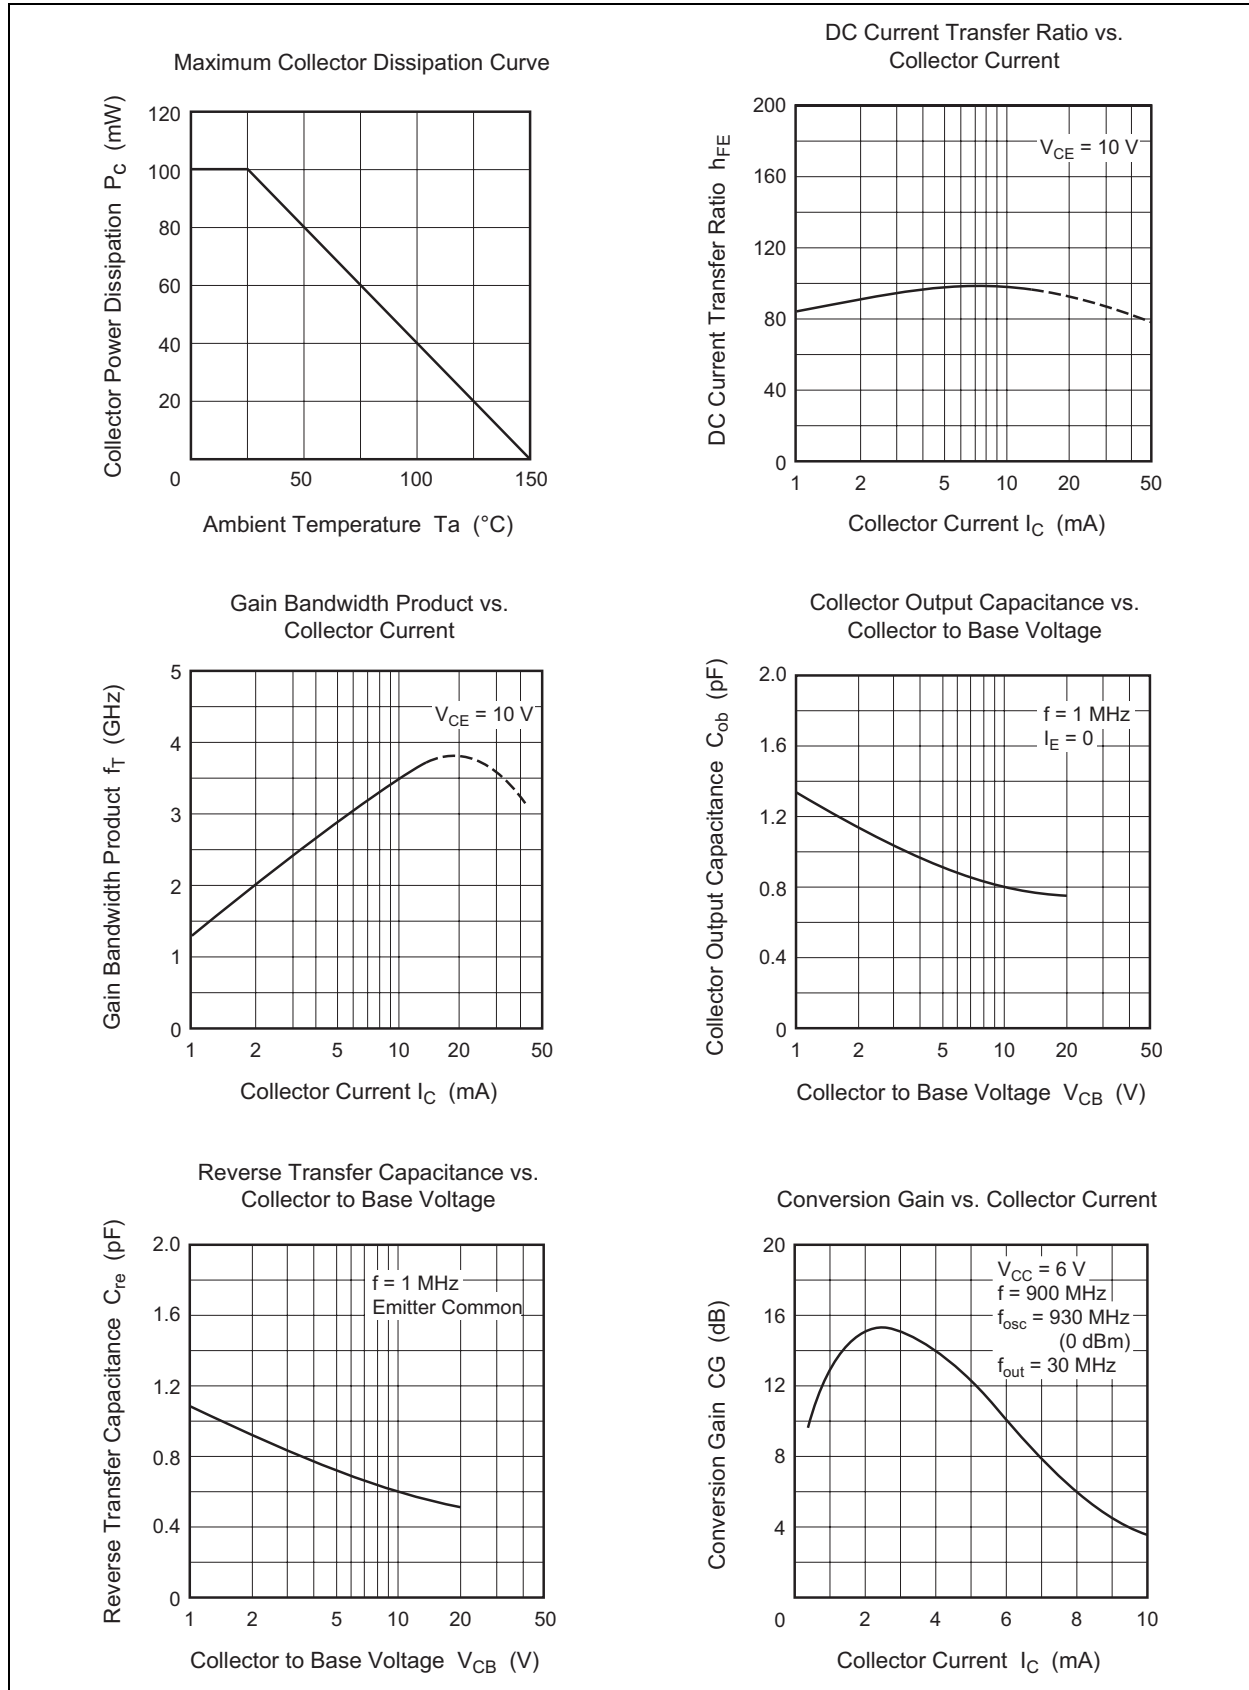 Maximum Collector Dissipation Curve
Collector Power Dissipation P_C (mW)
120
100
80
60
40
20
0
50
100
150
Ambient Temperature Ta (°C)
DC Current Transfer Ratio vs.
Collector Current
DC Current Transfer Ratio h_FE
200
160
120
80
40
0
V_CE = 10 V
1
2
5
10
20
50
Collector Current I_C (mA)
Gain Bandwidth Product vs.
Collector Current
Gain Bandwidth Product f_T (GHz)
5
4
3
2
1
0
V_CE = 10 V
1
2
5
10
20
50
Collector Current I_C (mA)
Collector Output Capacitance vs.
Collector to Base Voltage
Collector Output Capacitance C_ob (pF)
2.0
1.6
1.2
0.8
0.4
0
f = 1 MHz
I_E = 0
1
2
5
10
20
50
Collector to Base Voltage V_CB (V)
Reverse Transfer Capacitance vs.
Collector to Base Voltage
Reverse Transfer Capacitance C_re (pF)
2.0
1.6
1.2
0.8
0.4
0
f = 1 MHz
Emitter Common
1
2
5
10
20
50
Collector to Base Voltage V_CB (V)
Conversion Gain vs. Collector Current
Conversion Gain CG (dB)
20
16
12
8
4
0
V_CC = 6 V
f = 900 MHz
f_osc = 930 MHz
(0 dBm)
f_out = 30 MHz
2
4
6
8
10
Collector Current I_C (mA)